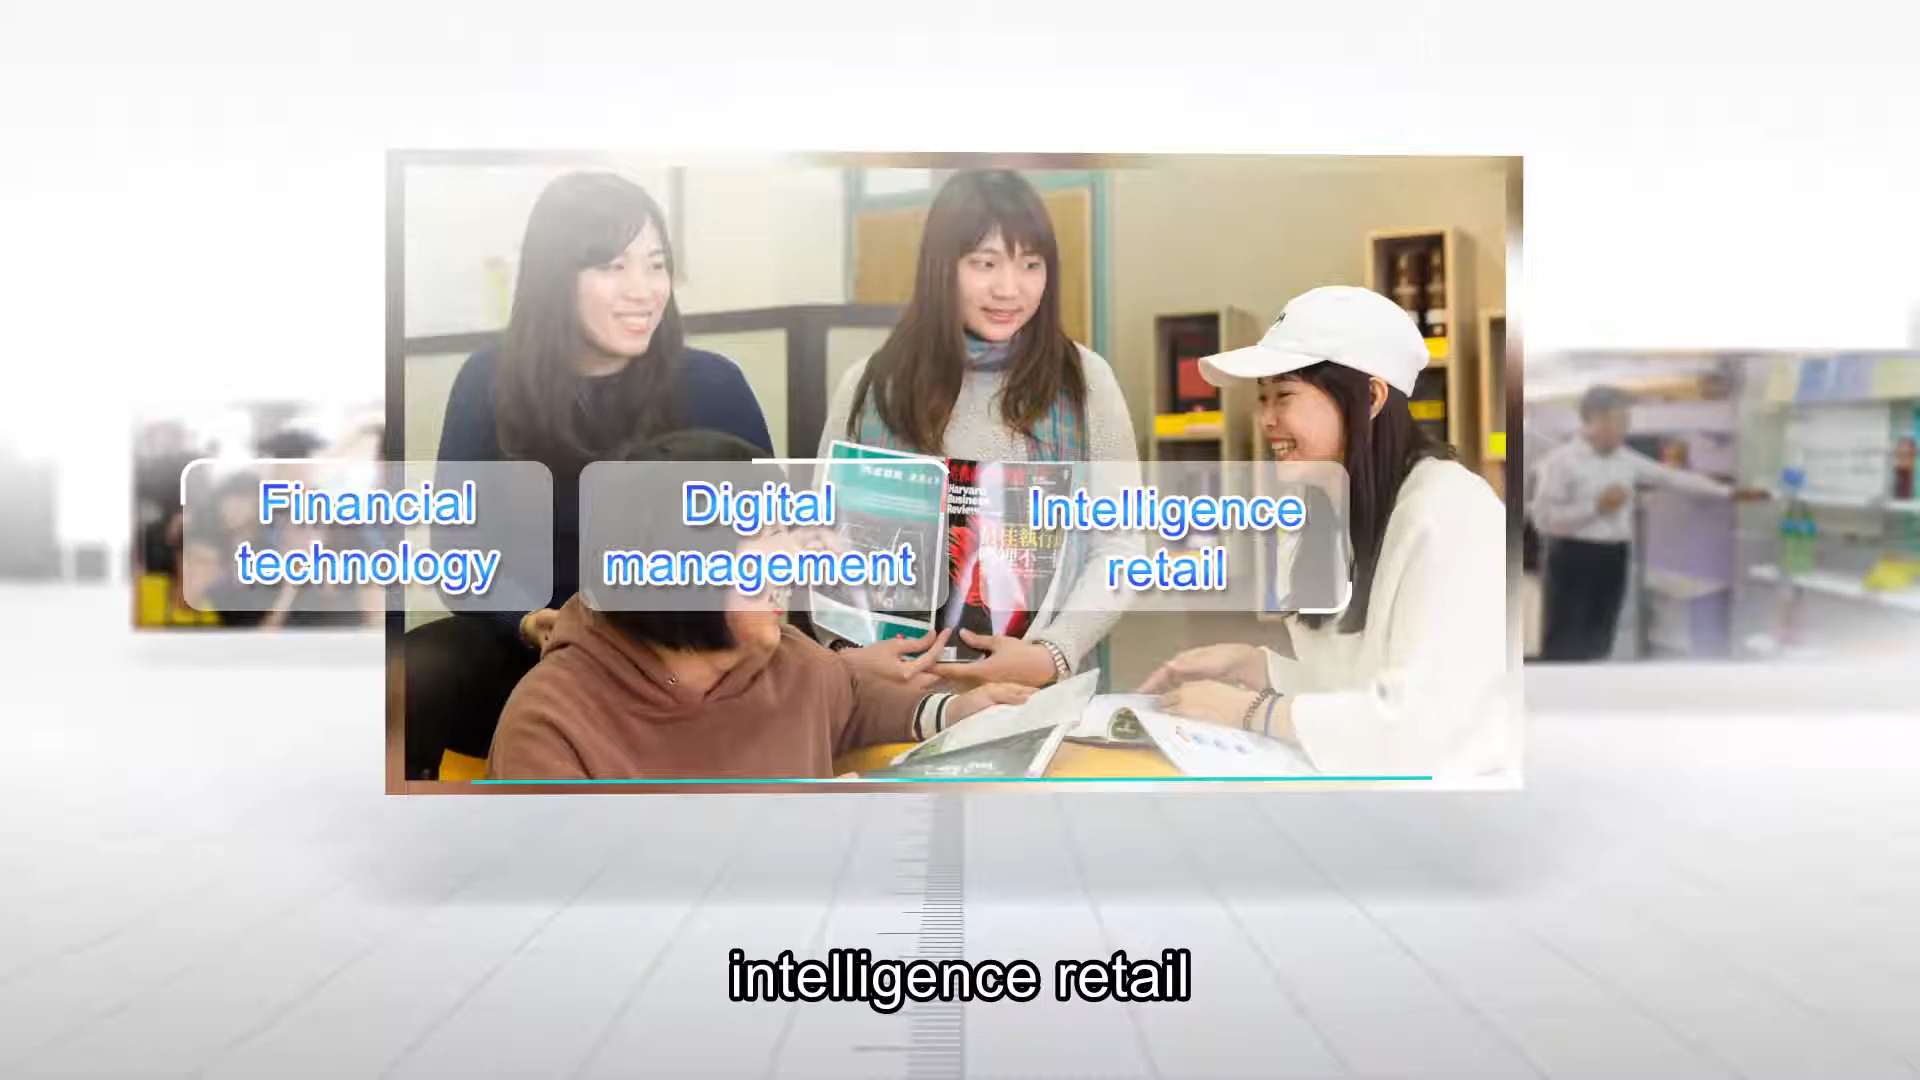 Financial
technology
Digital
management
Intelligence
retail
Harvard
Business
Review
intelligence retail